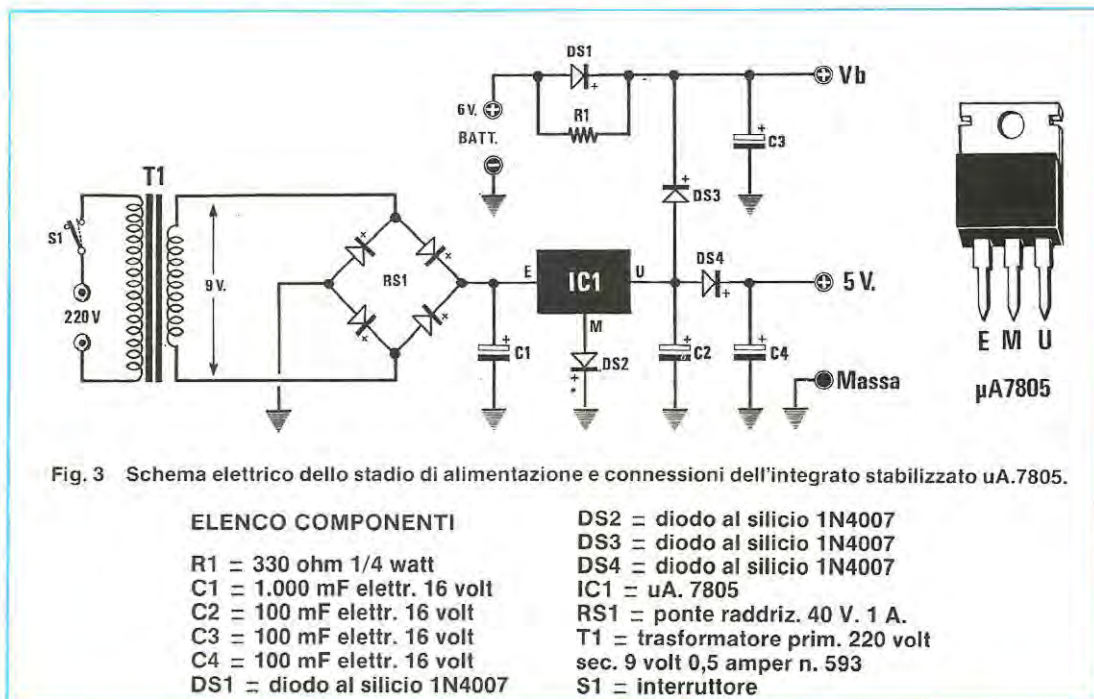 DS1
Vb
6V.
R1
BATT.
C3
T1
DS3
S1
9V.
RS1
E
IC1
U
DS4
5 V.
220 V
M
C1
DS2
C2
C4
Massa
E M U
µA7805
Fig. 3 Schema elettrico dello stadio di alimentazione e connessioni dell'integrato stabilizzato uA.7805.
ELENCO COMPONENTI
R1 = 330 ohm 1/4 watt
C1 = 1.000 mF elettr. 16 volt
C2 = 100 mF elettr. 16 volt
C3 = 100 mF elettr. 16 volt
C4 = 100 mF elettr. 16 volt
DS1 = diodo al silicio 1N4007
DS2 = diodo al silicio 1N4007
DS3 = diodo al silicio 1N4007
DS4 = diodo al silicio 1N4007
IC1 = uA. 7805
RS1 = ponte raddriz. 40 V. 1 A.
T1 = trasformatore prim. 220 volt
sec. 9 volt 0,5 amper n. 593
S1 = interruttore